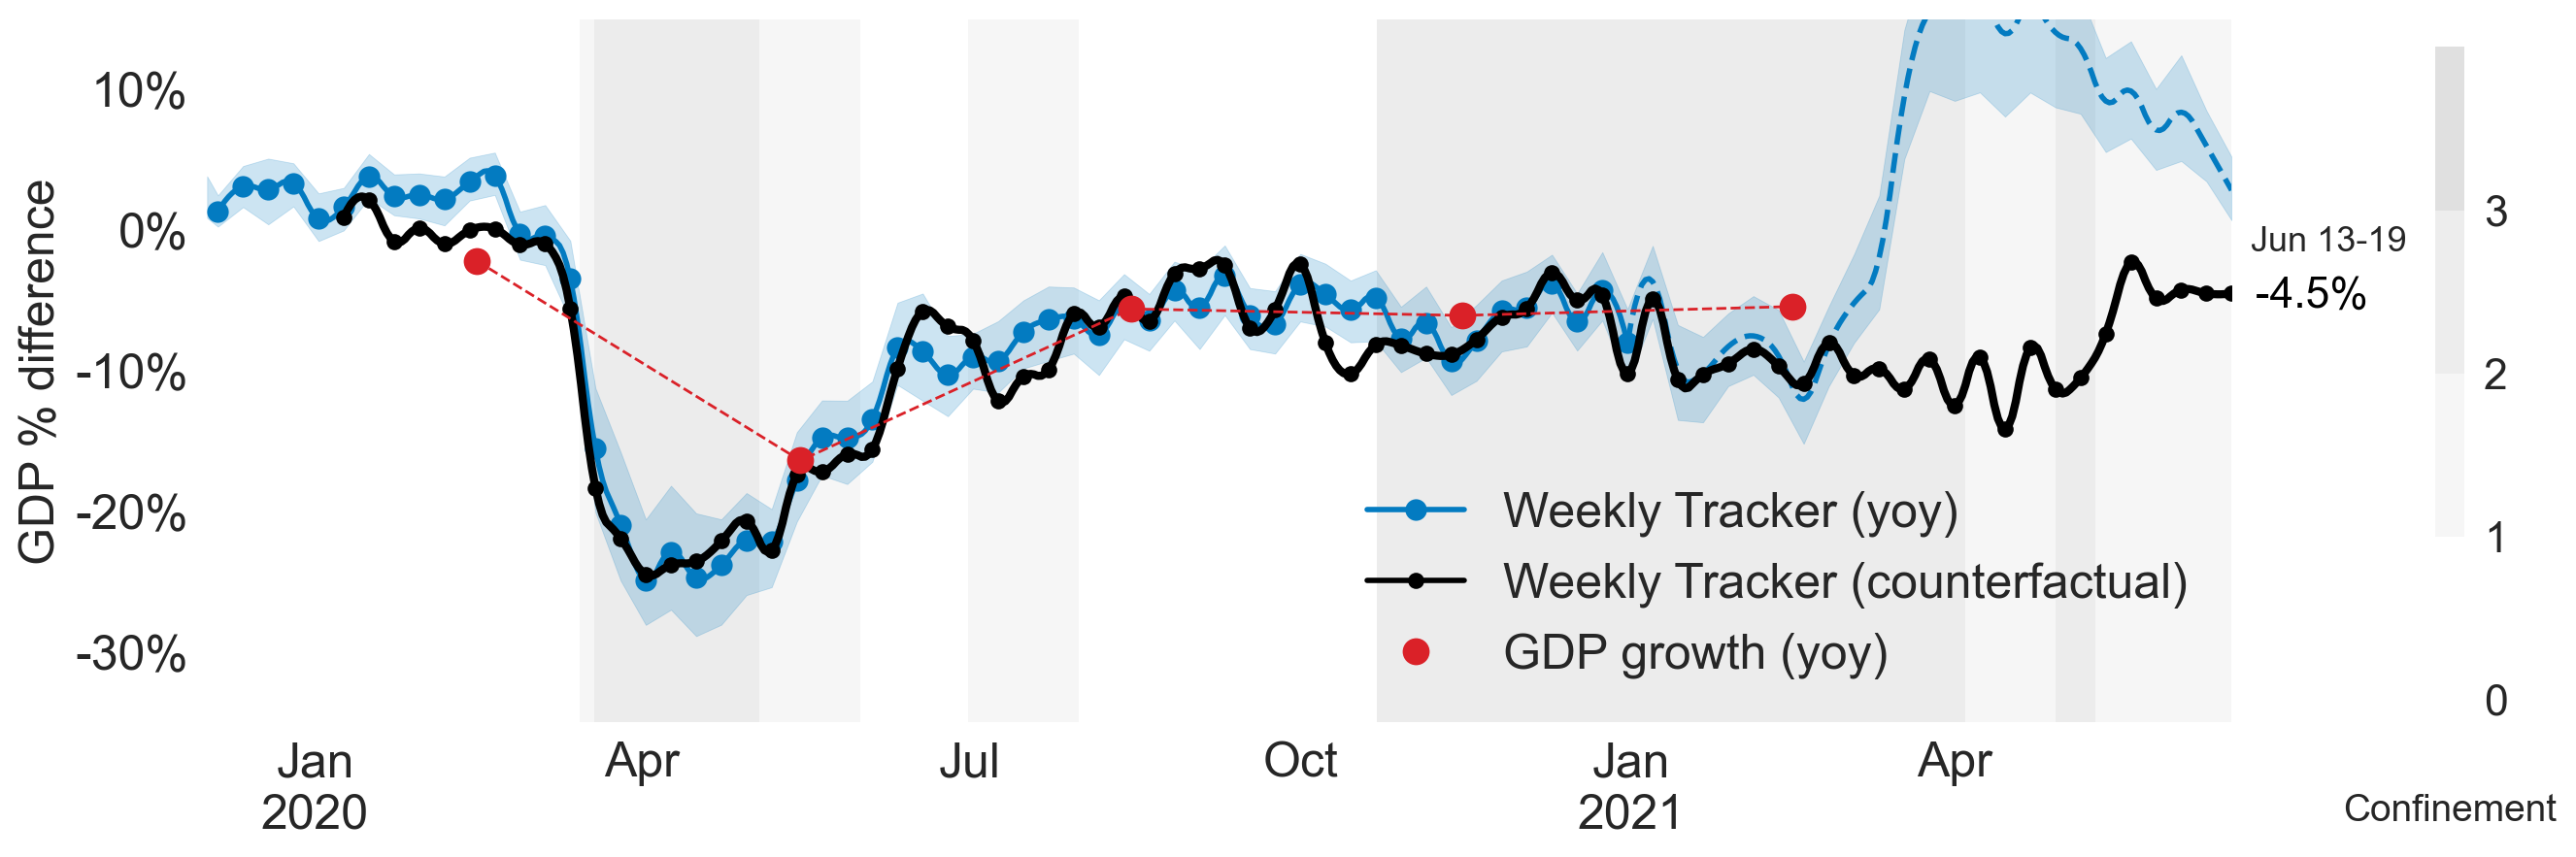 GDP % difference
10%
0%
-10%
-20%
-30%
Jan
2020
Apr
Jul
Oct
Jan
2021
Apr
Weekly Tracker (yoy)
Weekly Tracker (counterfactual)
GDP growth (yoy)
Jun 13-19
-4.5%
3
2
1
0
Confinement